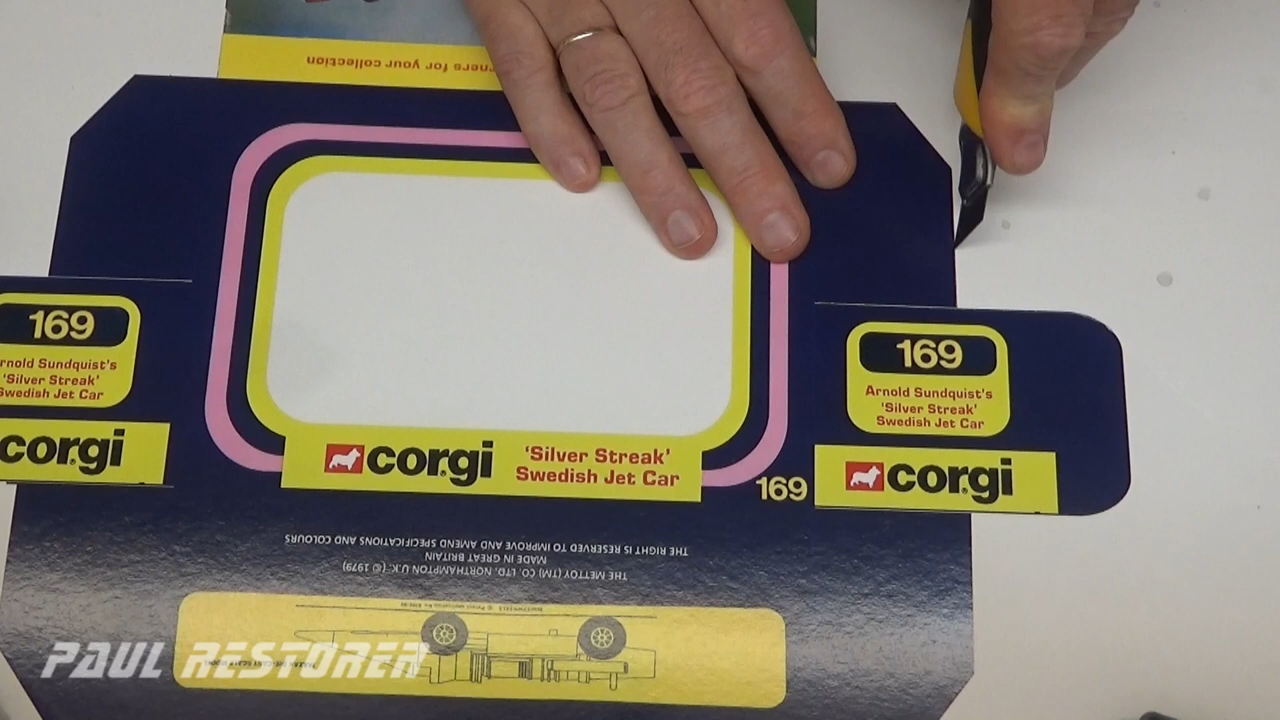 ners for your collection
169
rnold Sundquist's
'Silver Streak'
Swedish Jet Car
corgi
corgi
'Silver Streak'
Swedish Jet Car
169
169
Arnold Sundquist's
'Silver Streak'
Swedish Jet Car
corgi
THE RIGHT IS RESERVED TO IMPROVE AND AMEND SPECIFICATIONS AND COLOURS
MADE IN GREAT BRITAIN
THE METTOY (TM) CO. LTD. NORTHAMPTON U.K. (© 1979)
PAUL RESTORER